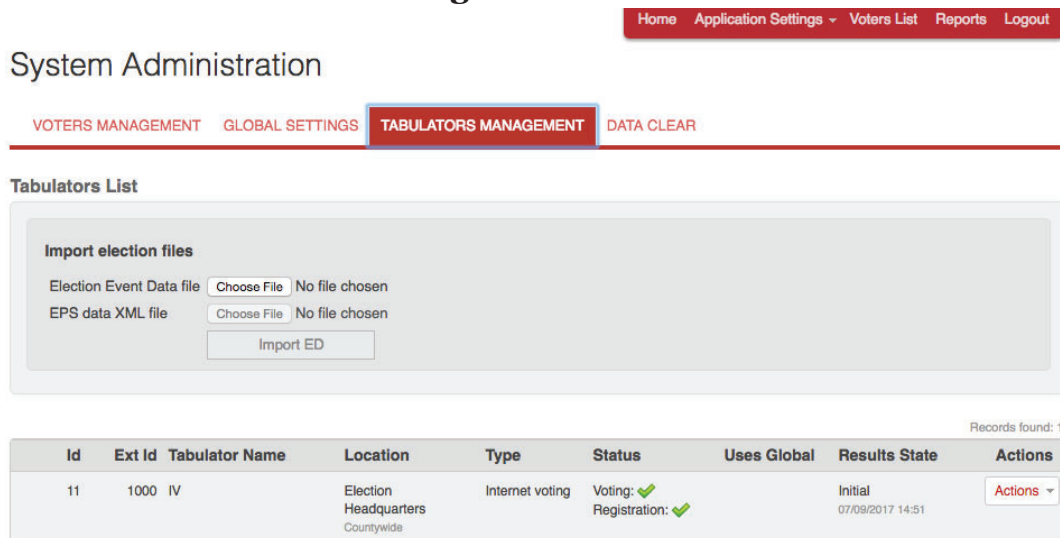 Home Application Settings Voters List Reports Logout
System Administration
VOTERS MANAGEMENT GLOBAL SETTINGS TABULATORS MANAGEMENT DATA CLEAR
Tabulators List
Import election files
Election Event Data file Choose File No file chosen
EPS data XML file Choose File No file chosen
Import ED
Records found: 1
Id Ext Id Tabulator Name Location Type Status Uses Global Results State Actions
11 1000 IV Election Internet voting Voting: Initial Actions
Headquarters Registration: 07/09/2017 14:51
Countywide